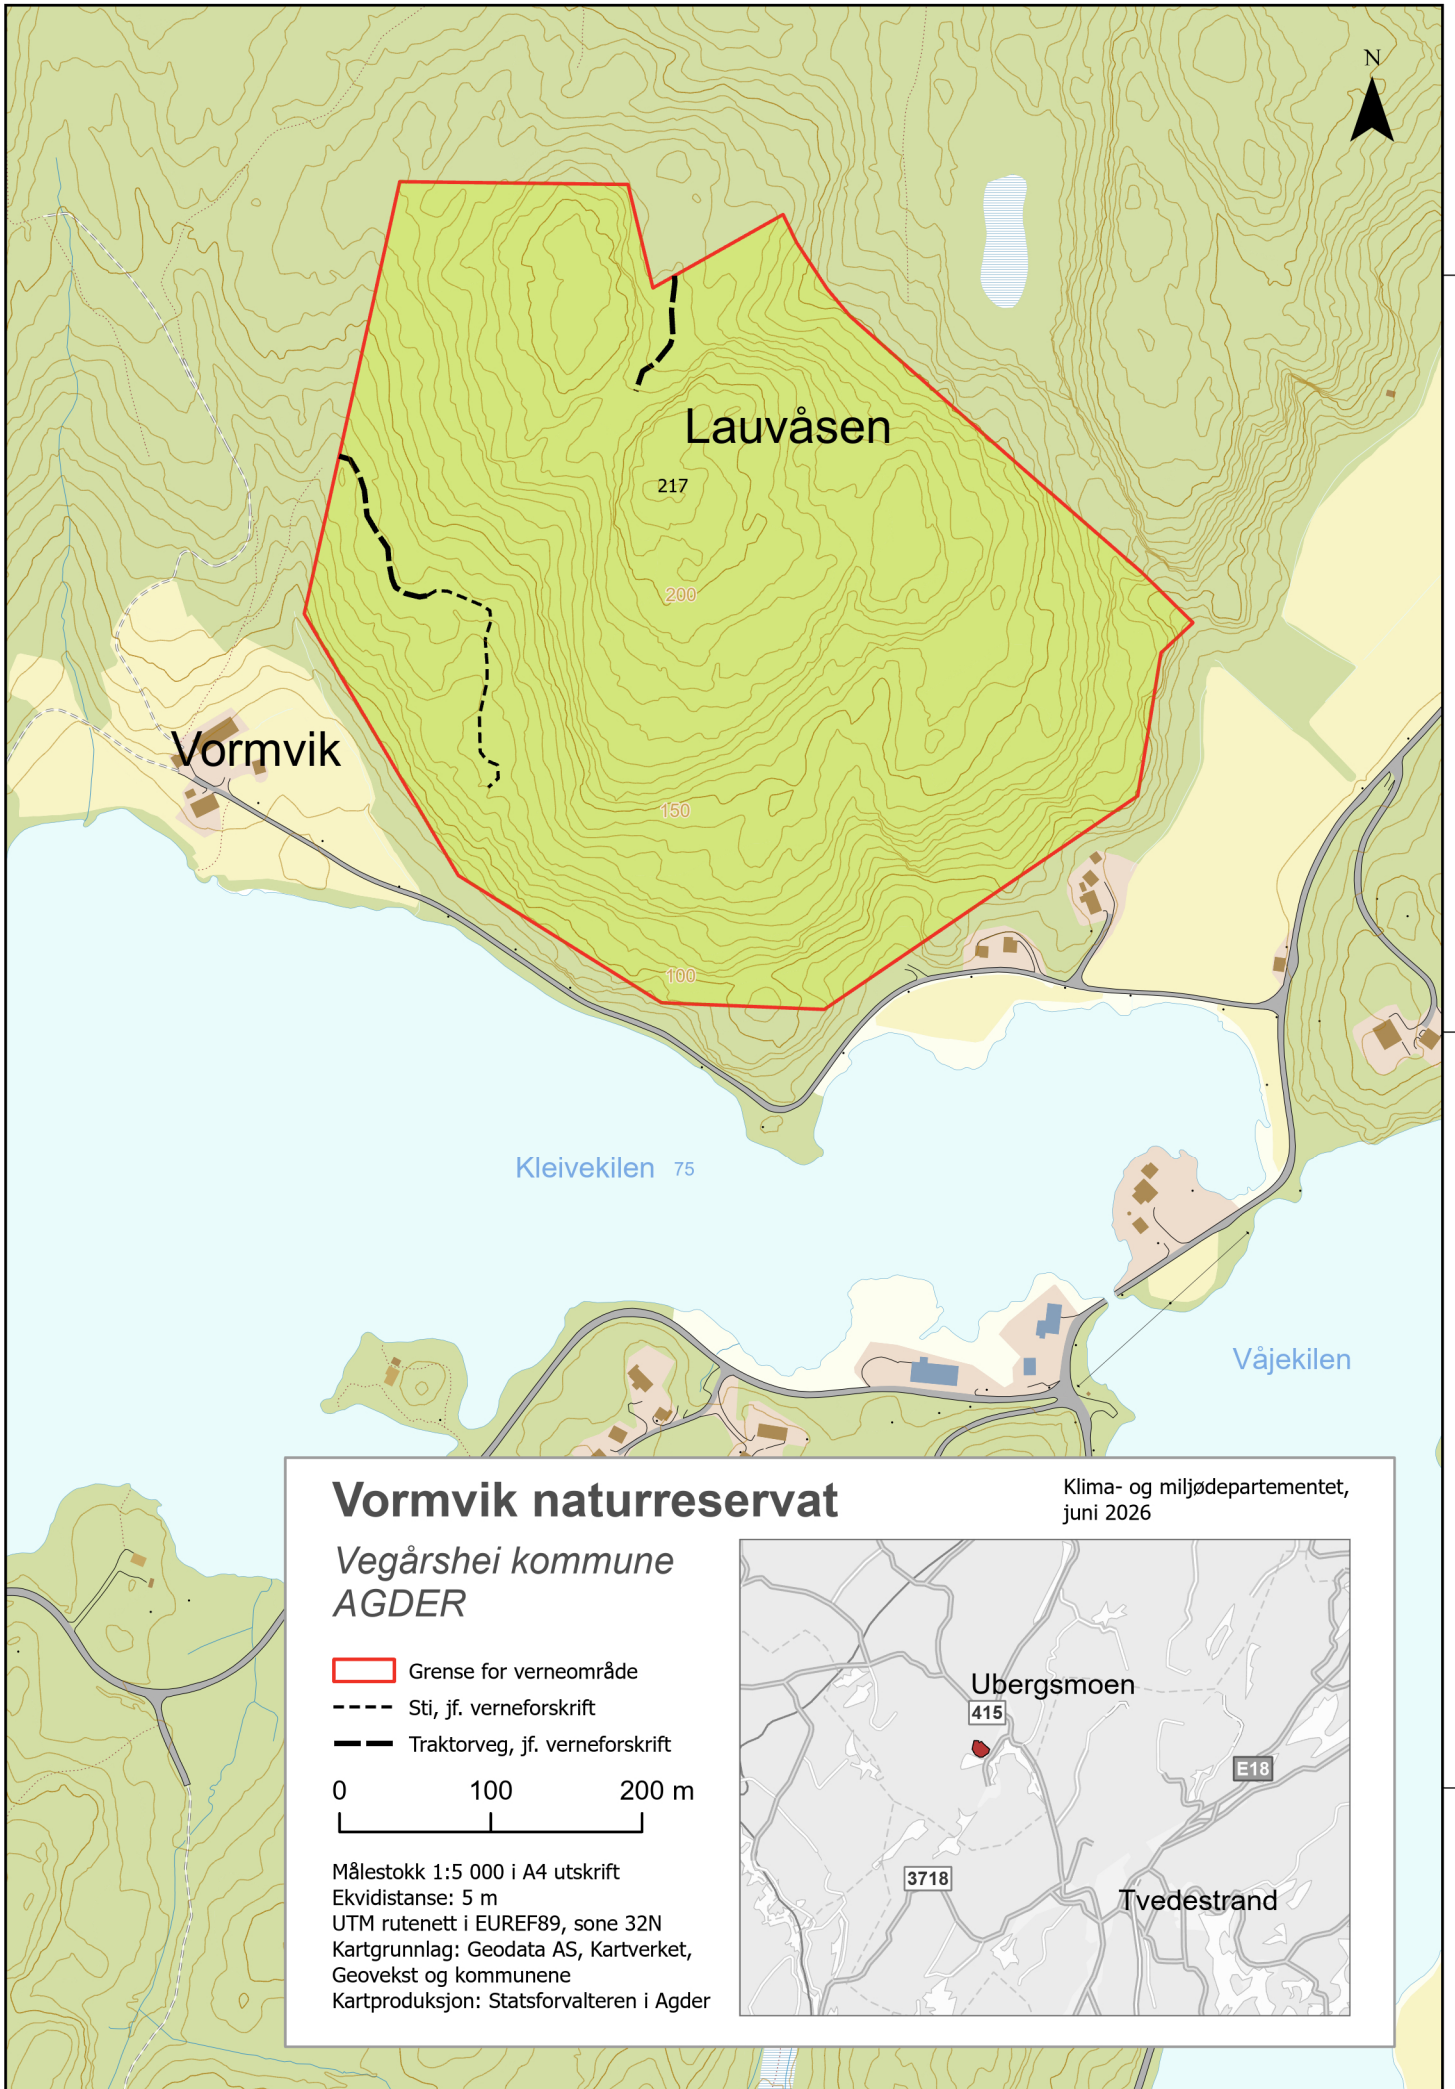 N
Lauvåsen
217
200
Vormvik
150
100
Kleivekilen 75
Våjekilen
Vormvik naturreservat
Klima- og miljødepartementet,
juni 2026
Vegårshei kommune
AGDER
Grense for verneområde
Sti, jf. verneforskrift
Traktorveg, jf. verneforskrift
0 100 200 m
Målestokk 1:5 000 i A4 utskrift
Ekvidistanse: 5 m
UTM rutenett i EUREF89, sone 32N
Kartgrunnlag: Geodata AS, Kartverket,
Geovekst og kommunene
Kartproduksjon: Statsforvalteren i Agder
Ubergsmoen
415
E18
3718
Tvedestrand